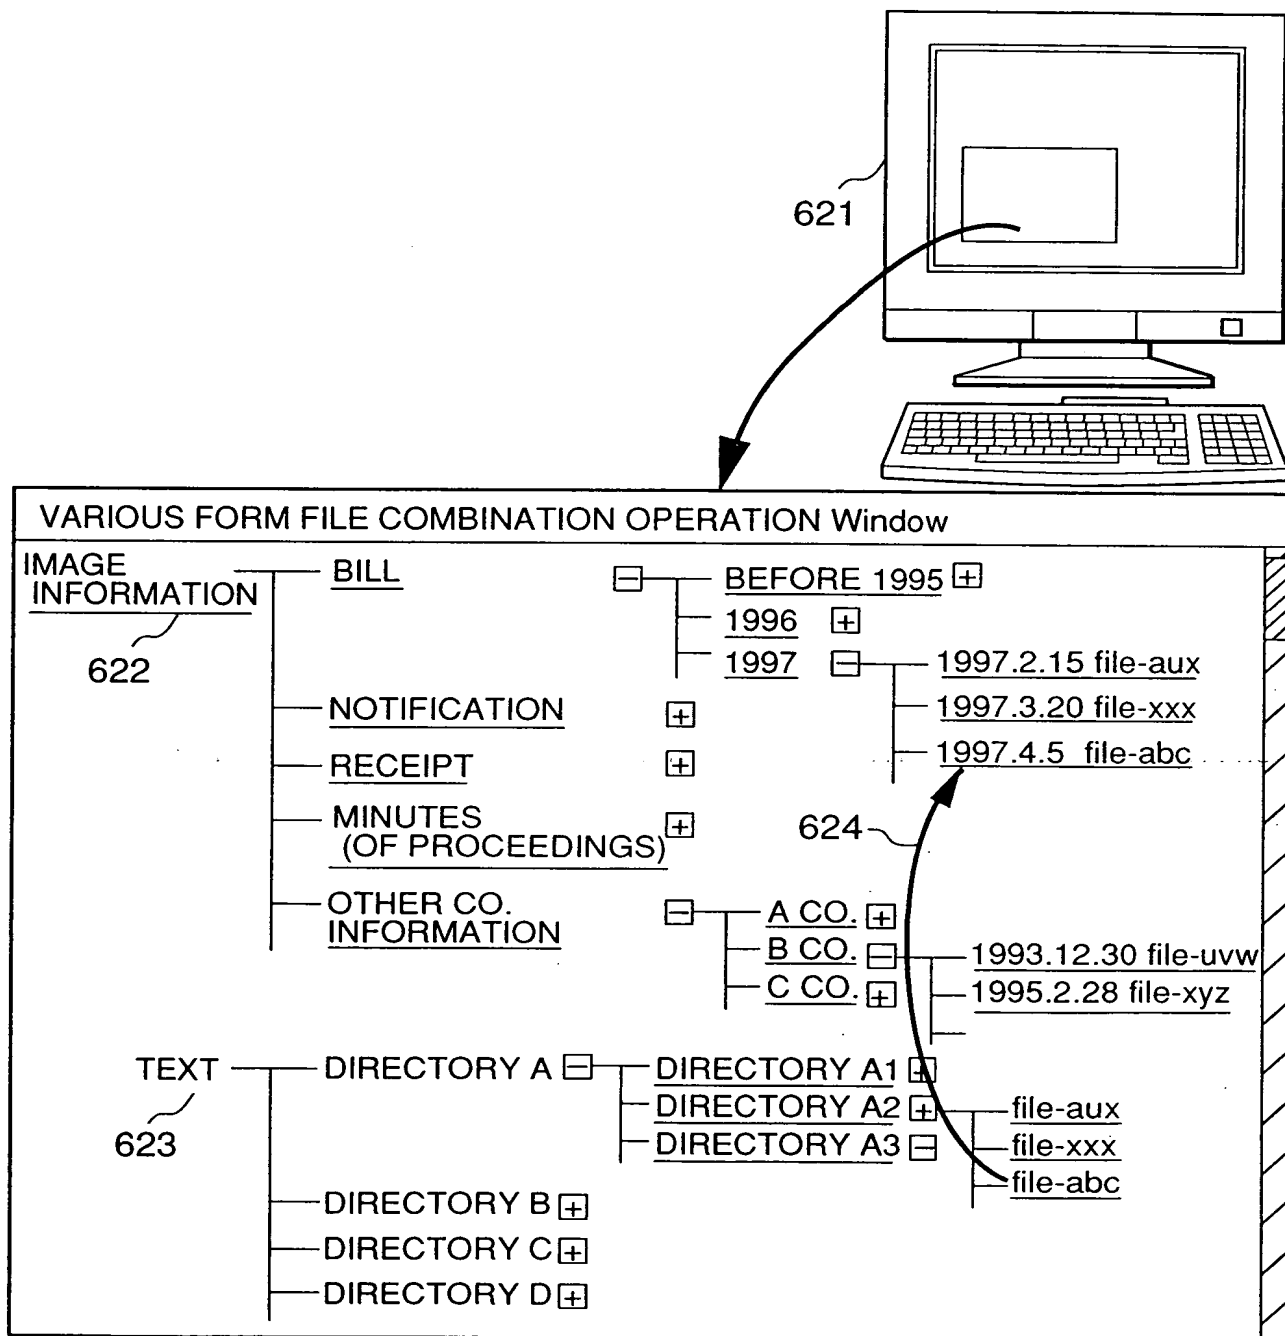 621
VARIOUS FORM FILE COMBINATION OPERATION Window
IMAGE
INFORMATION
622
BILL
BEFORE 1995
1996
1997
1997.2.15 file-aux
1997.3.20 file-xxx
1997.4.5 file-abc
NOTIFICATION
RECEIPT
MINUTES
(OF PROCEEDINGS)
624
OTHER CO.
INFORMATION
A CO.
B CO.
C CO.
1993.12.30 file-uvw
1995.2.28 file-xyz
TEXT
623
DIRECTORY A
DIRECTORY A1
DIRECTORY A2
DIRECTORY A3
file-aux
file-xxx
file-abc
DIRECTORY B
DIRECTORY C
DIRECTORY D